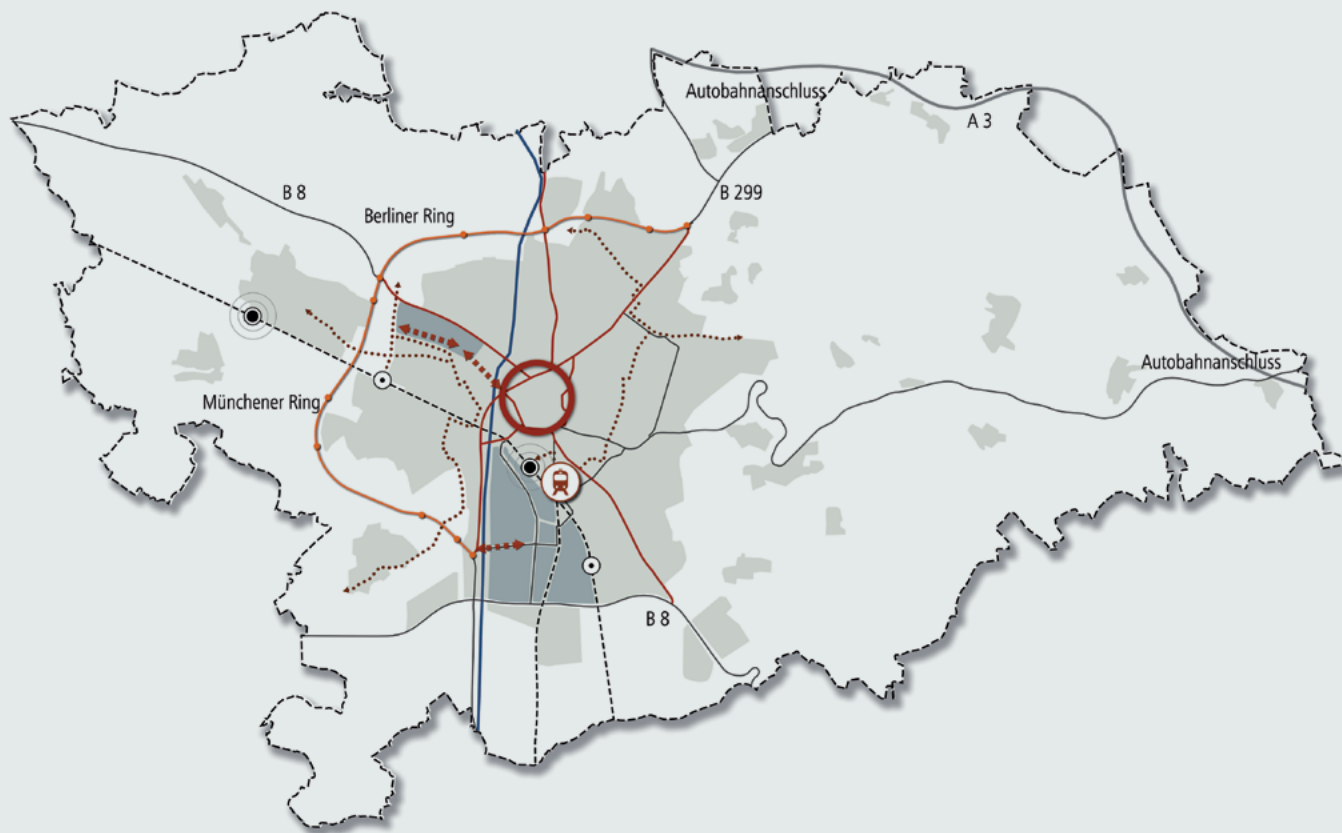 Autobahnanschluss
A 3
B 8
B 299
Berliner Ring
Autobahnanschluss
Münchener Ring
B 8